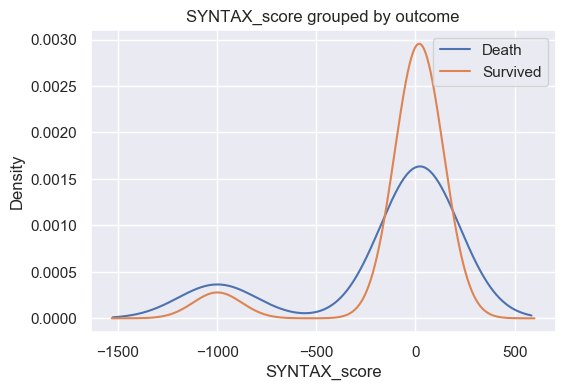 SYNTAX_score grouped by outcome
Death
Survived
0.0030
0.0025
0.0020
0.0015
0.0010
0.0005
0.0000
Density
−1500 −1000 −500 0 500
SYNTAX_score